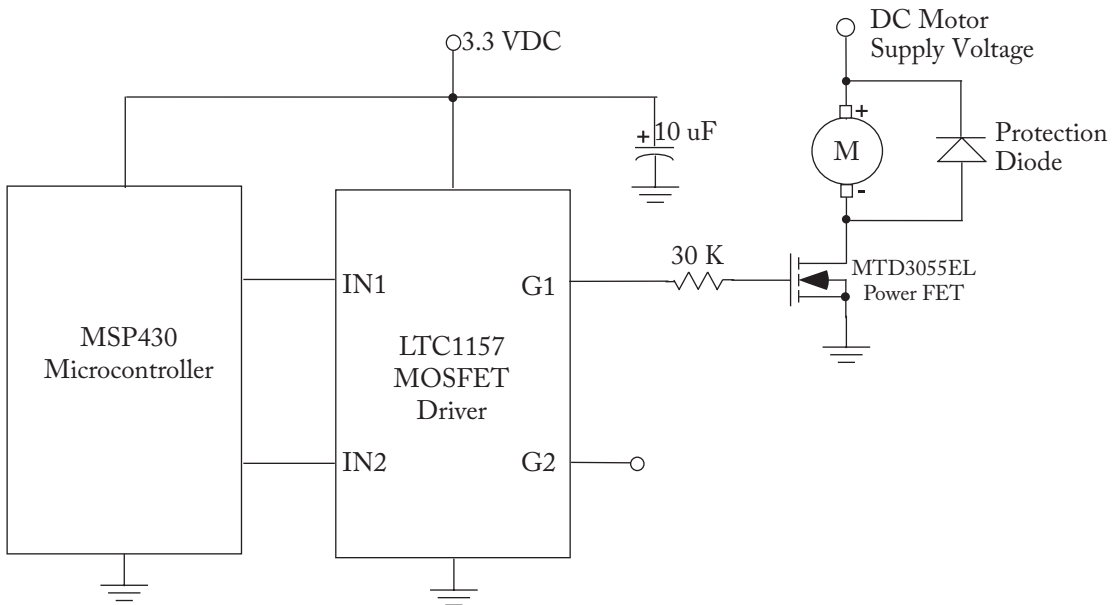 3.3 VDC
DC Motor
Supply Voltage
+ 10 uF
+
M
-
Protection
Diode
30 K
MTD3055EL
Power FET
IN1
G1
MSP430
Microcontroller
LTC1157
MOSFET
Driver
IN2
G2